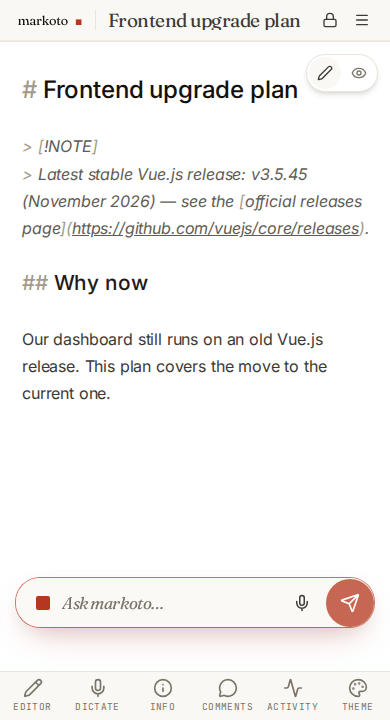 markoto
Frontend upgrade plan
# Frontend upgrade plan
> [!NOTE]
> Latest stable Vue.js release: v3.5.45
(November 2026) — see the [official releases
page](https://github.com/vuejs/core/releases).
## Why now
Our dashboard still runs on an old Vue.js
release. This plan covers the move to the
current one.
Ask markoto...
EDITOR DICTATE INFO COMMENTS ACTIVITY THEME